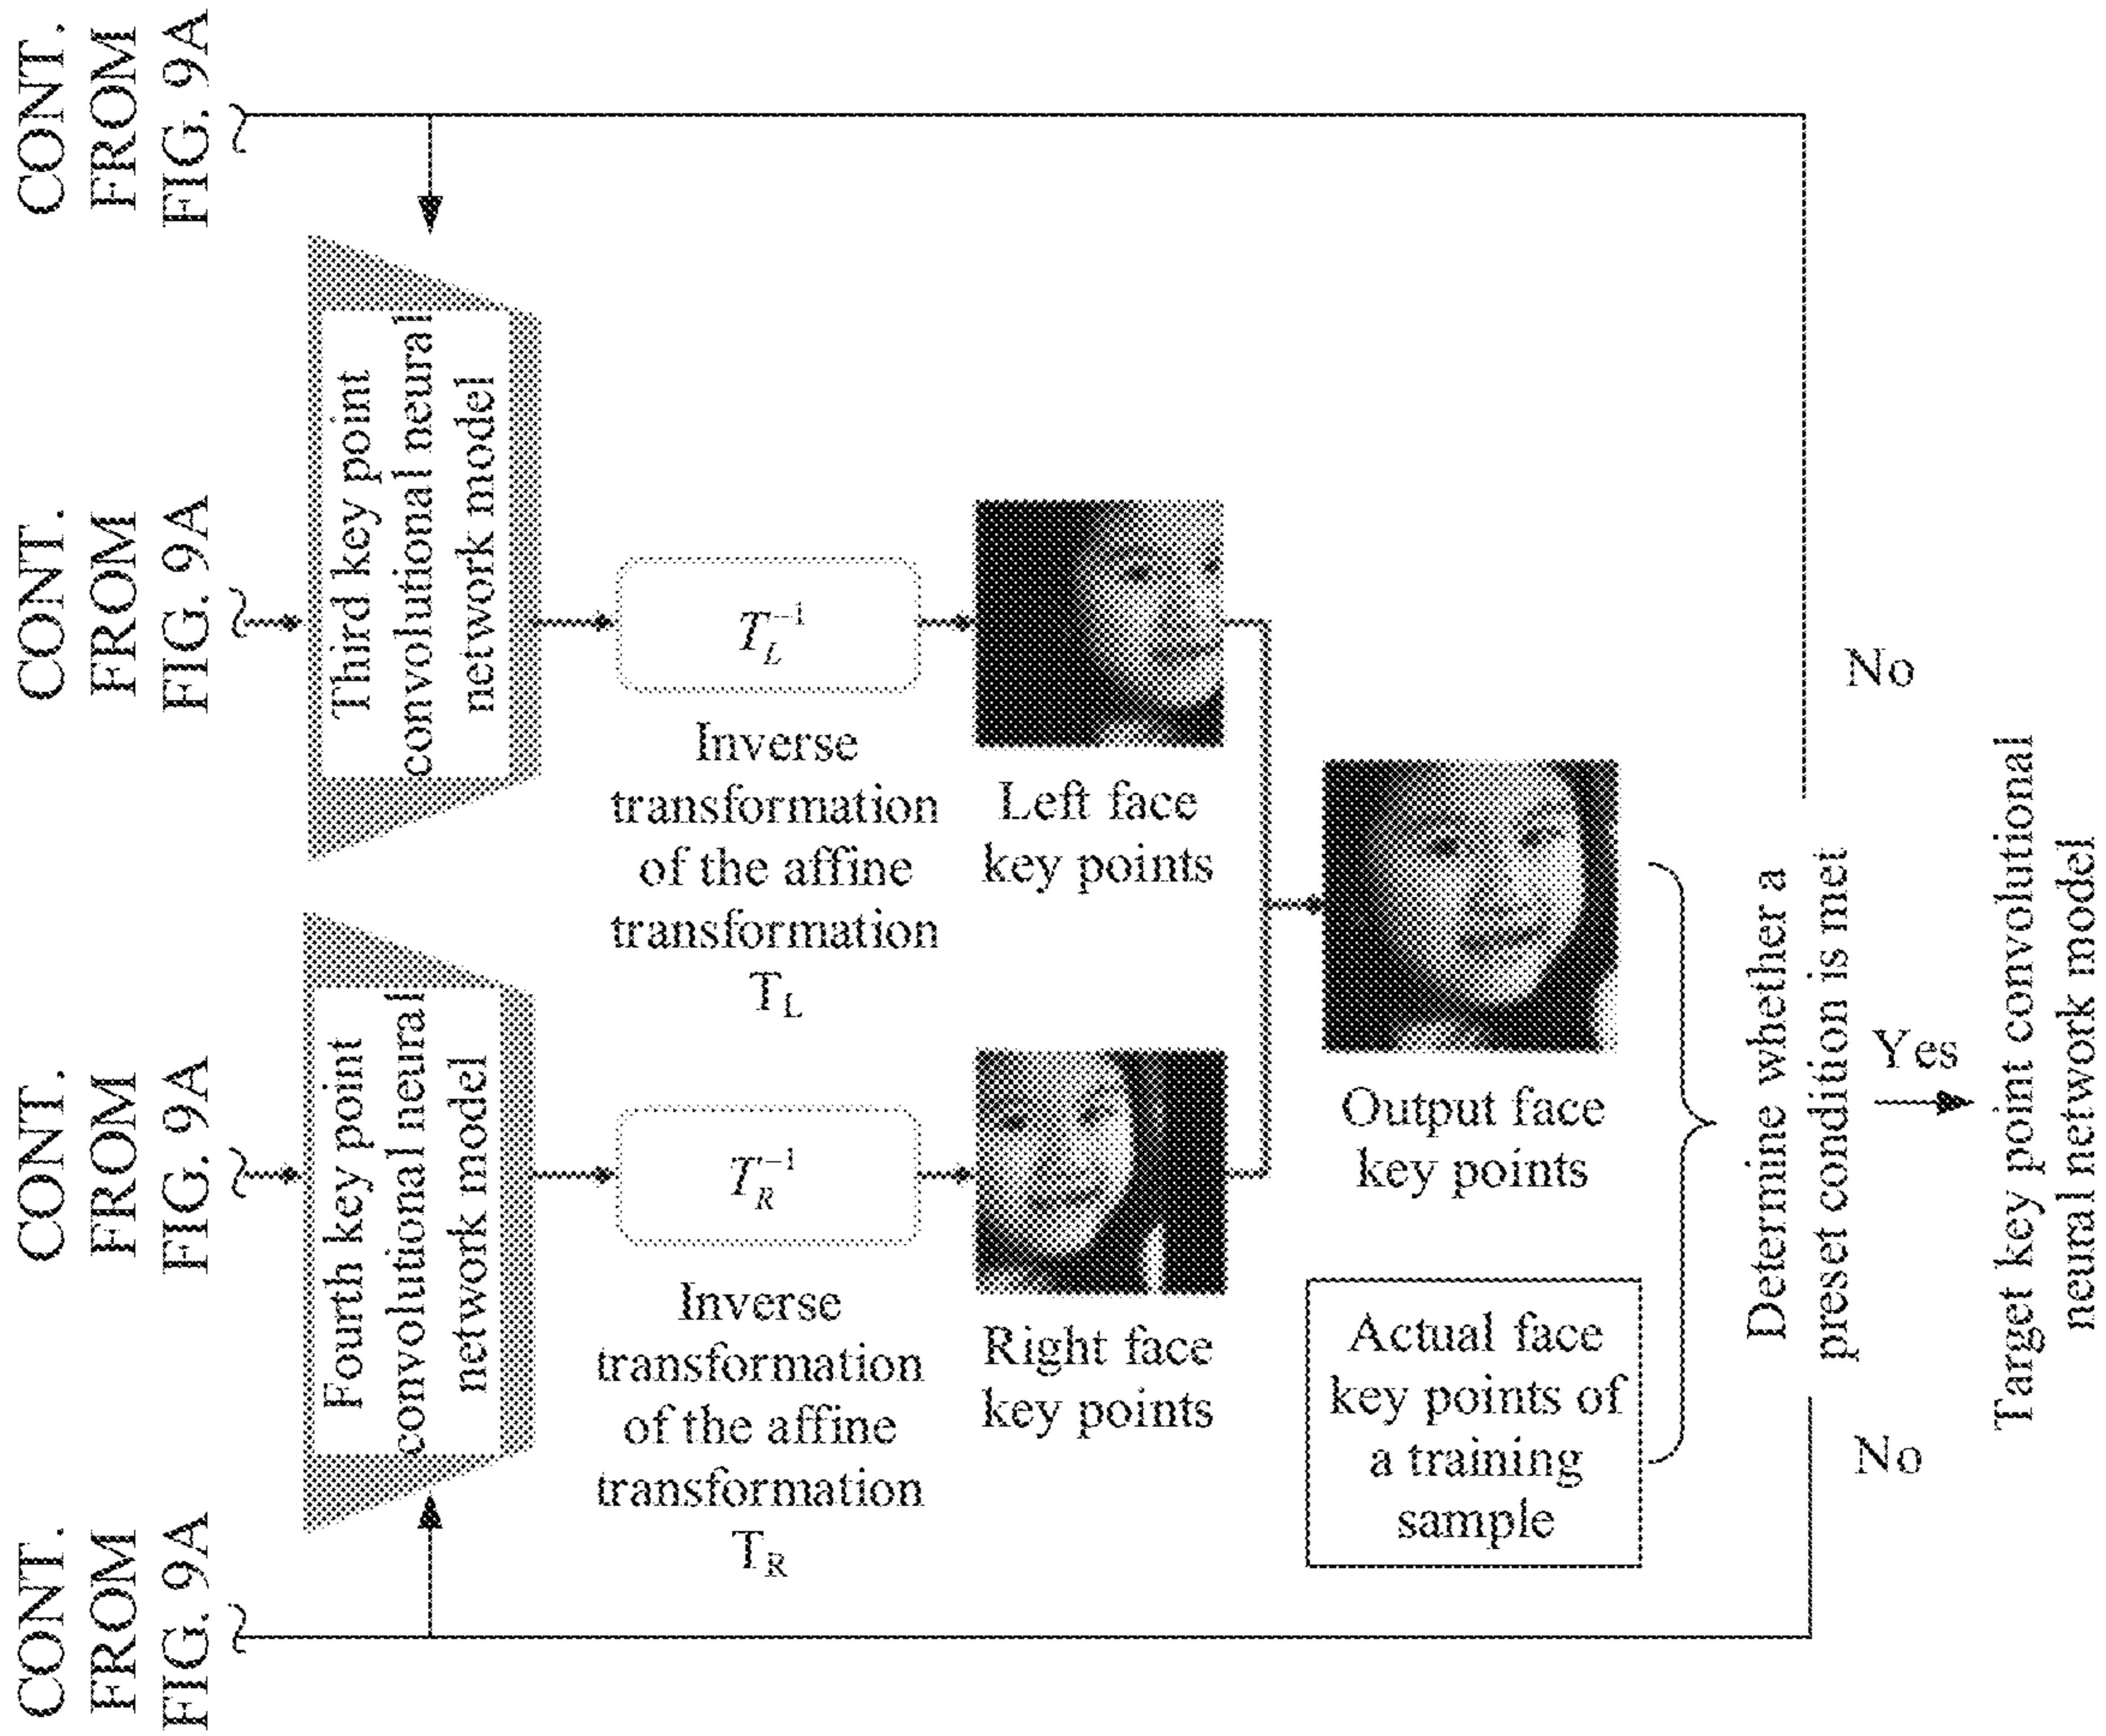 CONT.
FROM
FIG. 9A
CONT.
FROM
FIG. 9A
CONT.
FROM
FIG. 9A
CONT.
FROM
FIG. 9A
Third key point
convolutional neural
network model
T_L^{-1}
Inverse
transformation
of the affine
transformation
T_L
Left face
key points
Fourth key point
convolutional neural
network model
T_R^{-1}
Inverse
transformation
of the affine
transformation
T_R
Right face
key points
Output face
key points
Actual face
key points of
a training
sample
Determine whether a
preset condition is met
No
Yes
No
Target key point convolutional
neural network model